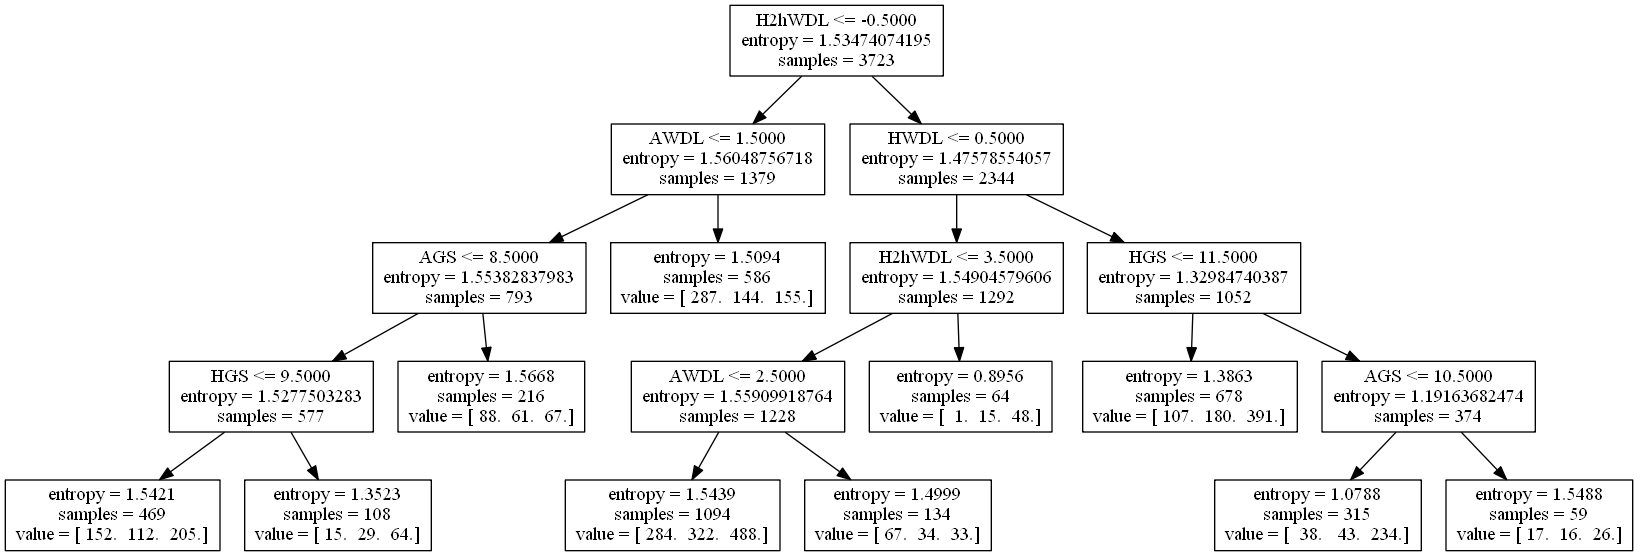 H2hWDL <= -0.5000
entropy = 1.53474074195
samples = 3723
AWDL <= 1.5000
entropy = 1.56048756718
samples = 1379
HWDL <= 0.5000
entropy = 1.47578554057
samples = 2344
AGS <= 8.5000
entropy = 1.55382837983
samples = 793
entropy = 1.5094
samples = 586
value = [ 287. 144. 155.]
H2hWDL <= 3.5000
entropy = 1.54904579606
samples = 1292
HGS <= 11.5000
entropy = 1.32984740387
samples = 1052
HGS <= 9.5000
entropy = 1.5277503283
samples = 577
entropy = 1.5668
samples = 216
value = [ 88. 61. 67.]
AWDL <= 2.5000
entropy = 1.55909918764
samples = 1228
entropy = 0.8956
samples = 64
value = [ 1. 15. 48.]
entropy = 1.3863
samples = 678
value = [ 107. 180. 391.]
AGS <= 10.5000
entropy = 1.19163682474
samples = 374
entropy = 1.5421
samples = 469
value = [ 152. 112. 205.]
entropy = 1.3523
samples = 108
value = [ 15. 29. 64.]
entropy = 1.5439
samples = 1094
value = [ 284. 322. 488.]
entropy = 1.4999
samples = 134
value = [ 67. 34. 33.]
entropy = 1.0788
samples = 315
value = [ 38. 43. 234.]
entropy = 1.5488
samples = 59
value = [ 17. 16. 26.]